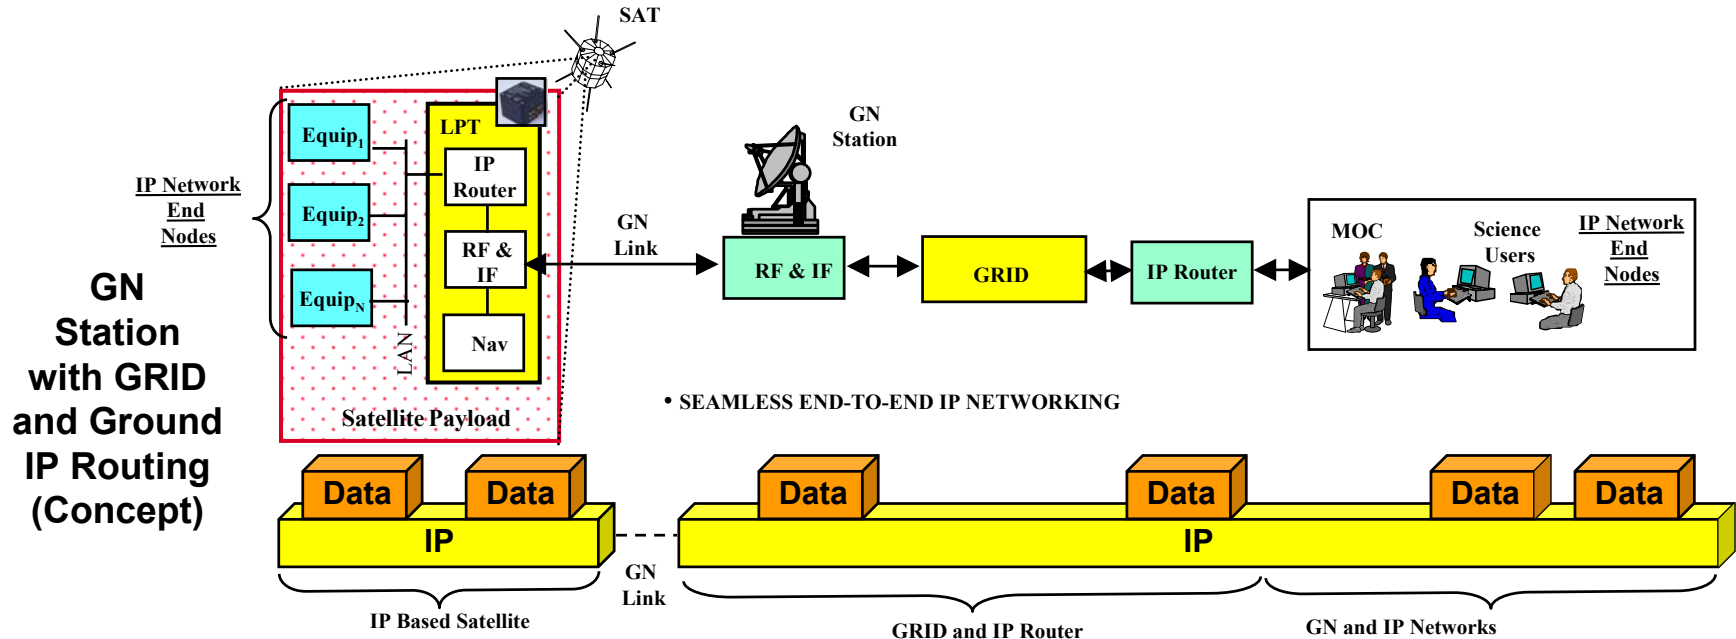 GN
Station
with GRID
and Ground
IP Routing
(Concept)
SAT
IP Network
End
Nodes
Equip1
Equip2
EquipN
LAN
LPT
IP
Router
RF &
IF
Nav
Satellite Payload
GN
Link
GN
Station
RF & IF
GRID
IP Router
MOC
Science
Users
IP Network
End
Nodes
• SEAMLESS END-TO-END IP NETWORKING
Data
Data
Data
Data
Data
Data
IP
IP
GN
Link
IP Based Satellite
GRID and IP Router
GN and IP Networks